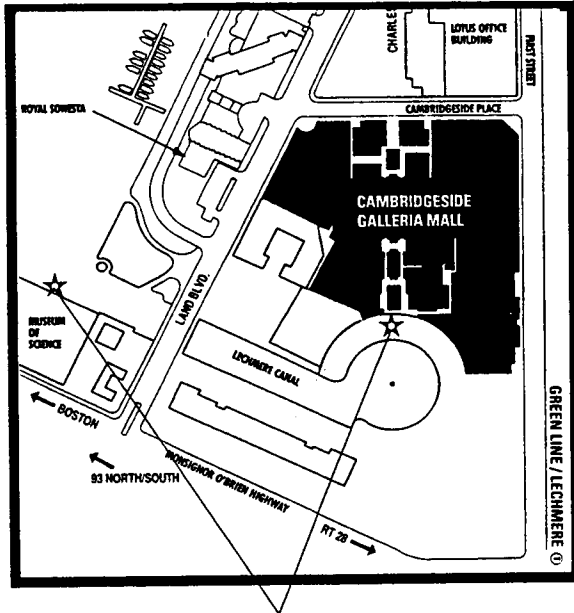 CHARLES
LOTUS OFFICE
BUILDING
FIRST STREET
CAMBRIDGESIDE PLACE
ROYAL SONESTA
CAMBRIDGESIDE
GALLERIA MALL
LAND BLVD.
MUSEUM
OF
SCIENCE
LECHMERE CANAL
BOSTON
93 NORTH/SOUTH
MONSIGNOR O'BRIEN HIGHWAY
RT 28
GREEN LINE / LECHMERE T